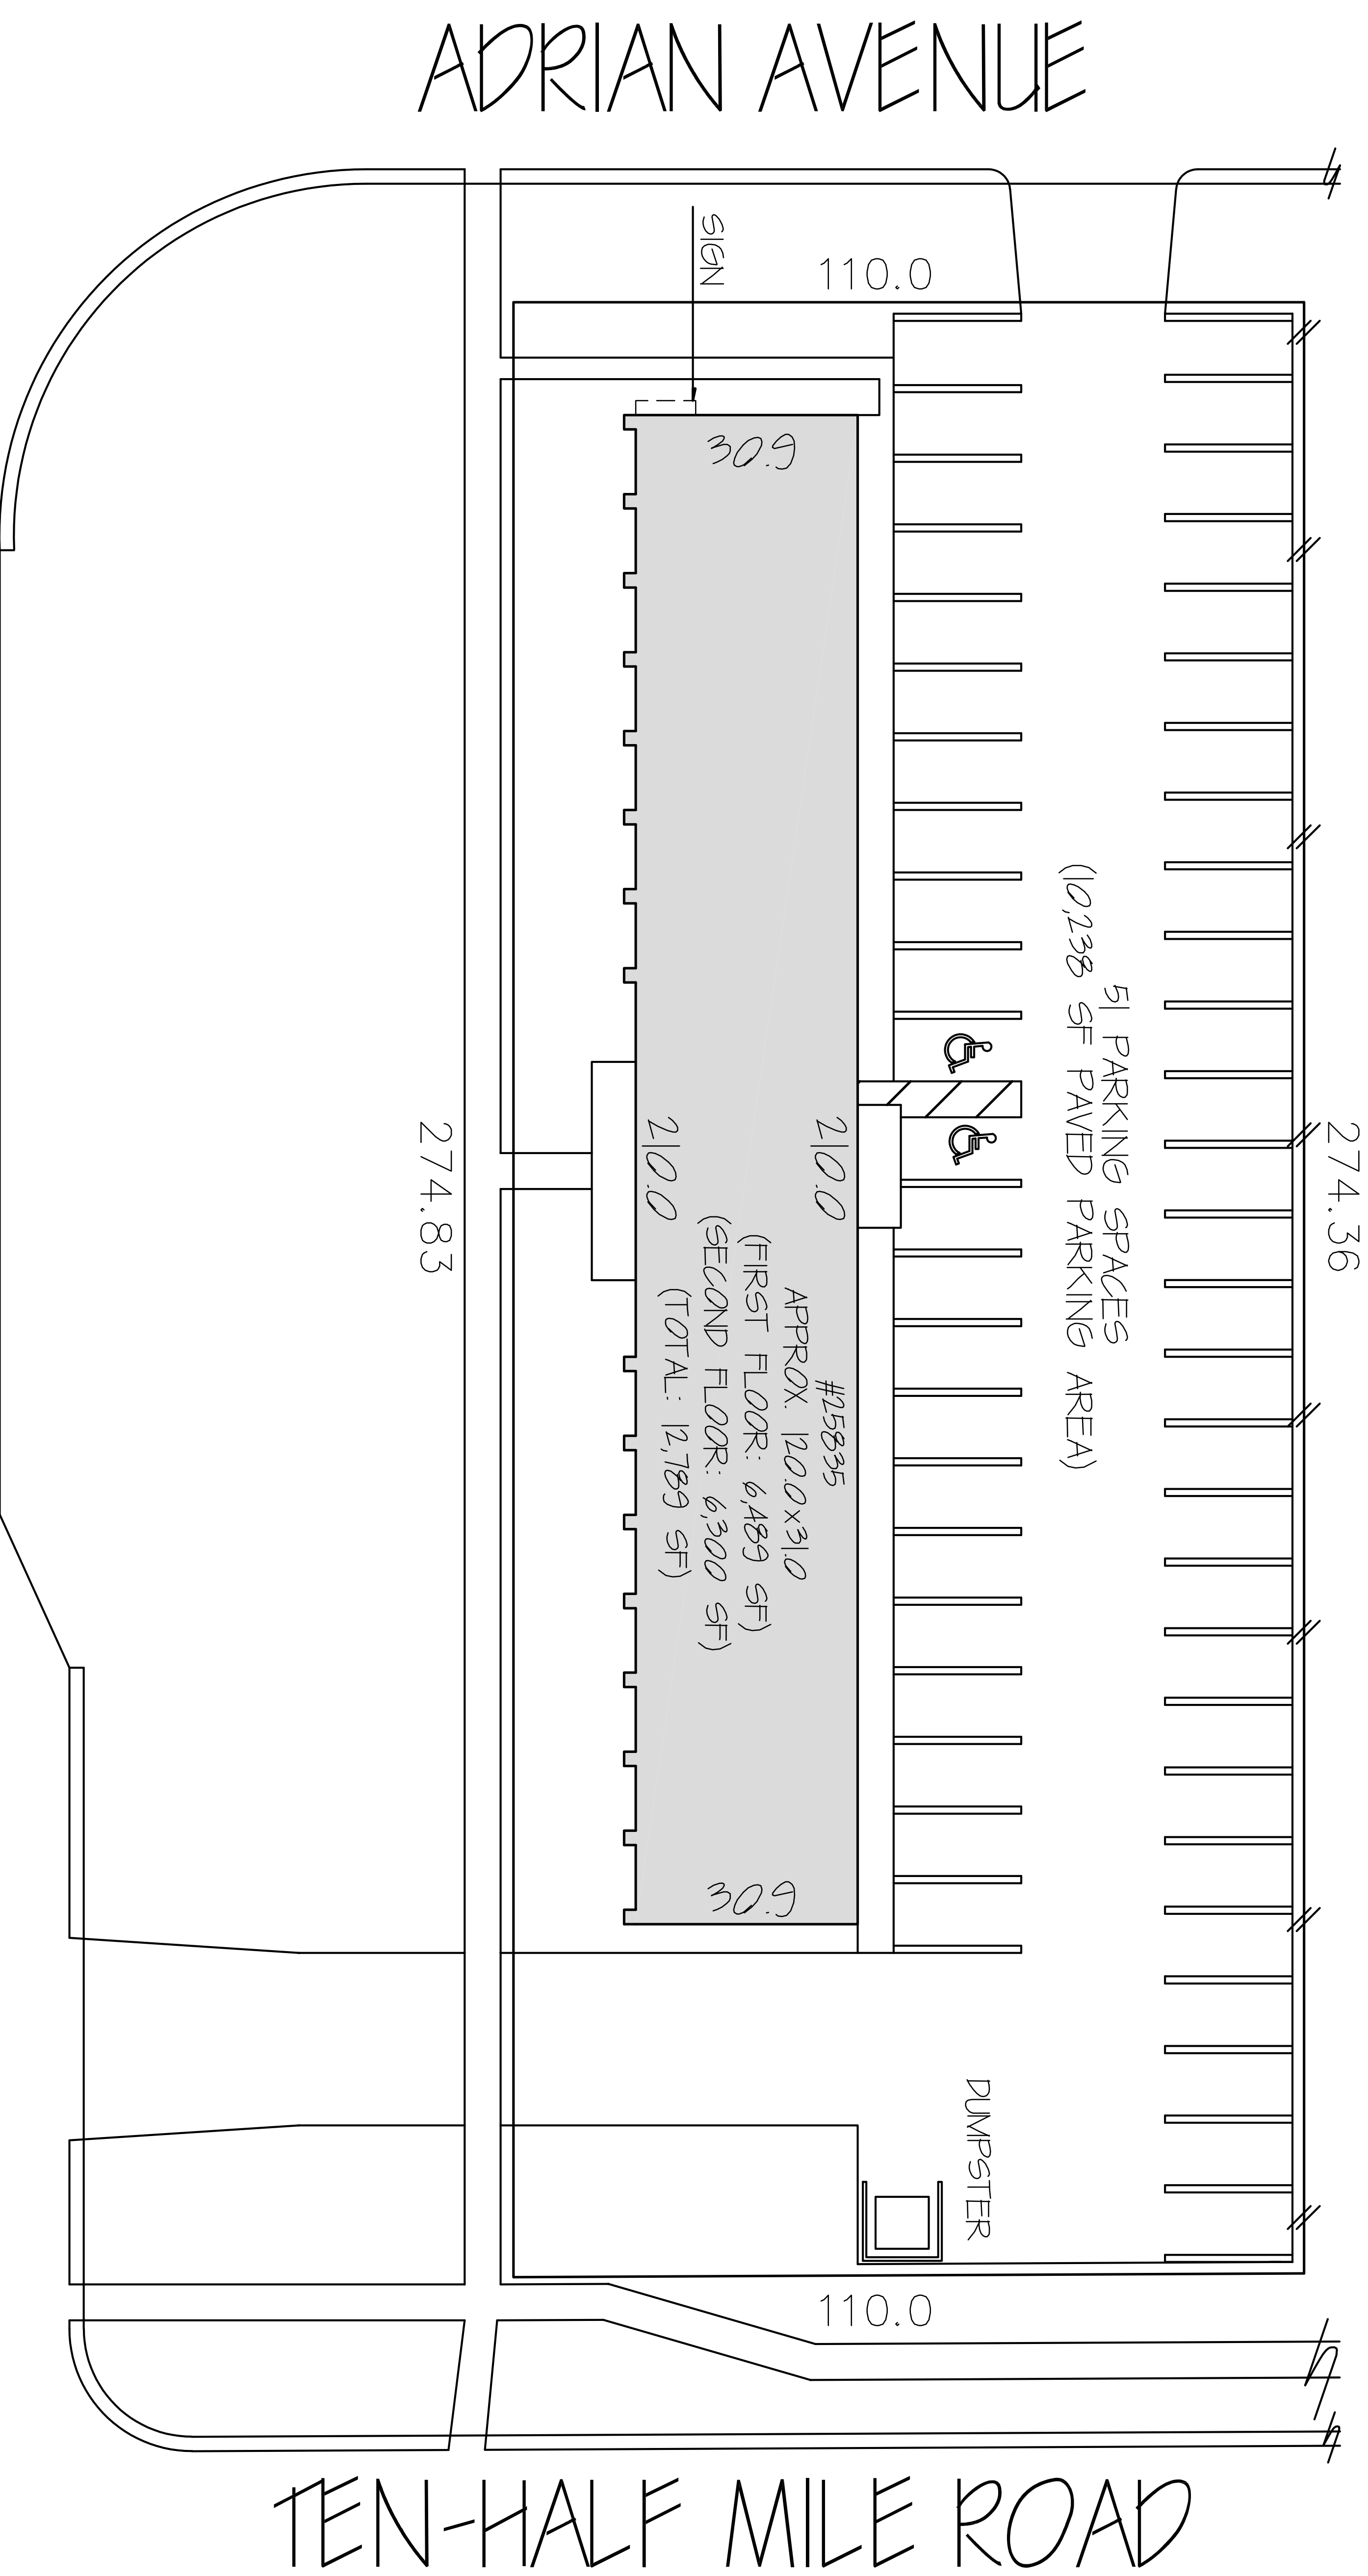 ADRIAN AVENUE
SIGN
110.0
30.9
51 PARKING SPACES
(10,238 SF PAVED PARKING AREA)
274.36
274.83
210.0
210.0
#25835
APPROX. 120.0x31.0
(FIRST FLOOR: 6,489 SF)
(SECOND FLOOR: 6,300 SF)
(TOTAL: 12,789 SF)
30.9
DUMPSTER
110.0
TEN-HALF MILE ROAD